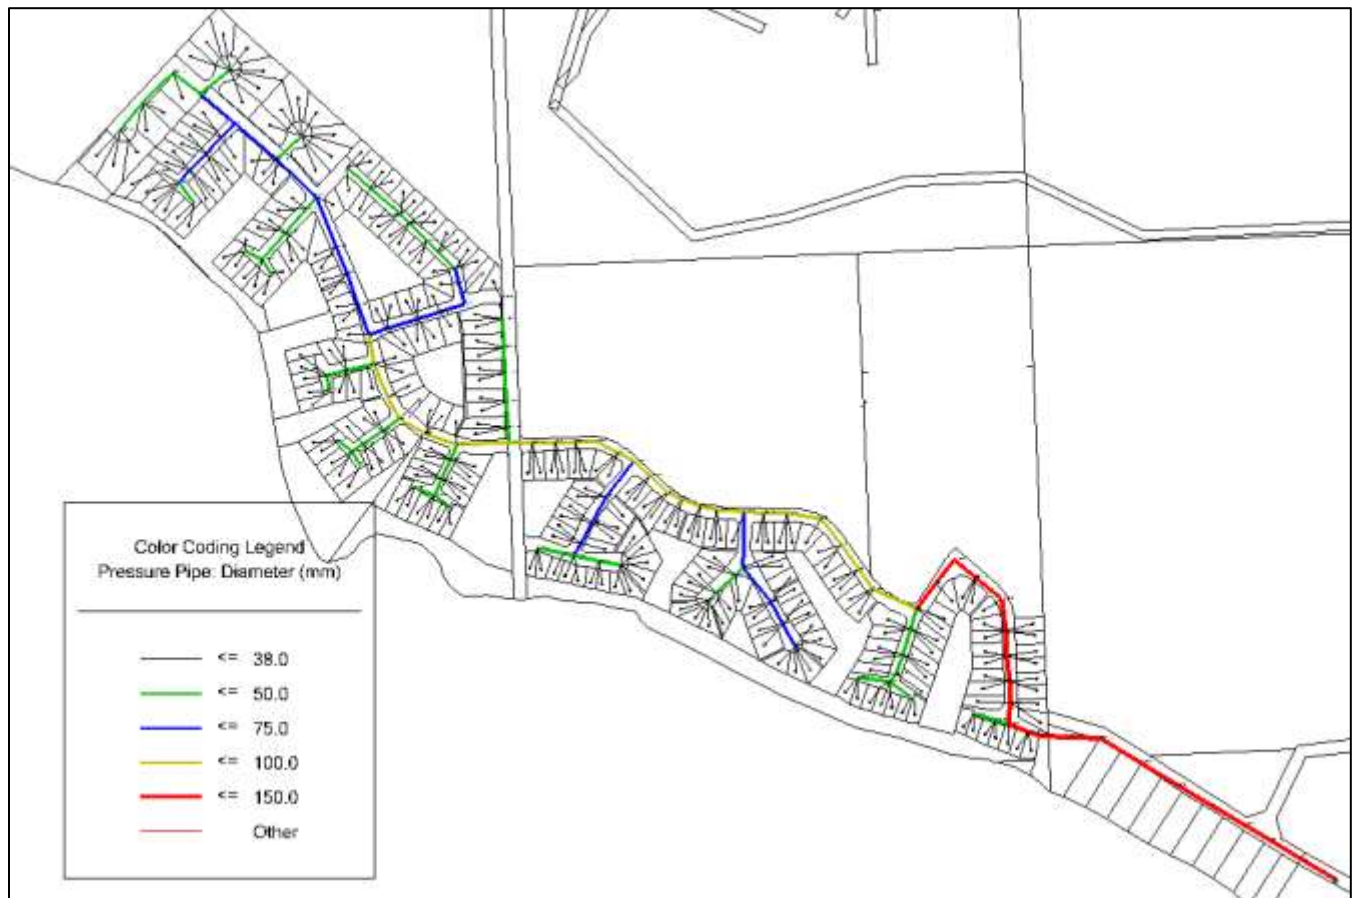 Color Coding Legend
Pressure Pipe: Diameter (mm)
<= 38.0
<= 50.0
<= 75.0
<= 100.0
<= 150.0
Other